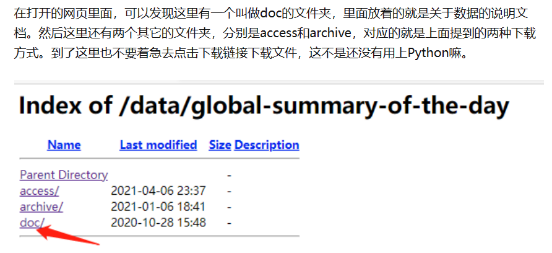 在打开的网页里面，可以发现这里有一个叫做doc的文件夹，里面放着的就是关于数据的说明文
档。然后这里还有两个其它的文件夹，分别是access和archive，对应的就是上面提到的两种下载
方式。到了这里也不要着急去点击下载链接下载文件，这不是还没有用上Python嘛。
Index of /data/global-summary-of-the-day
Name Last modified Size Description
Parent Directory -
access/ 2021-04-06 23:37 -
archive/ 2021-01-06 18:41 -
doc/ 2020-10-28 15:48 -